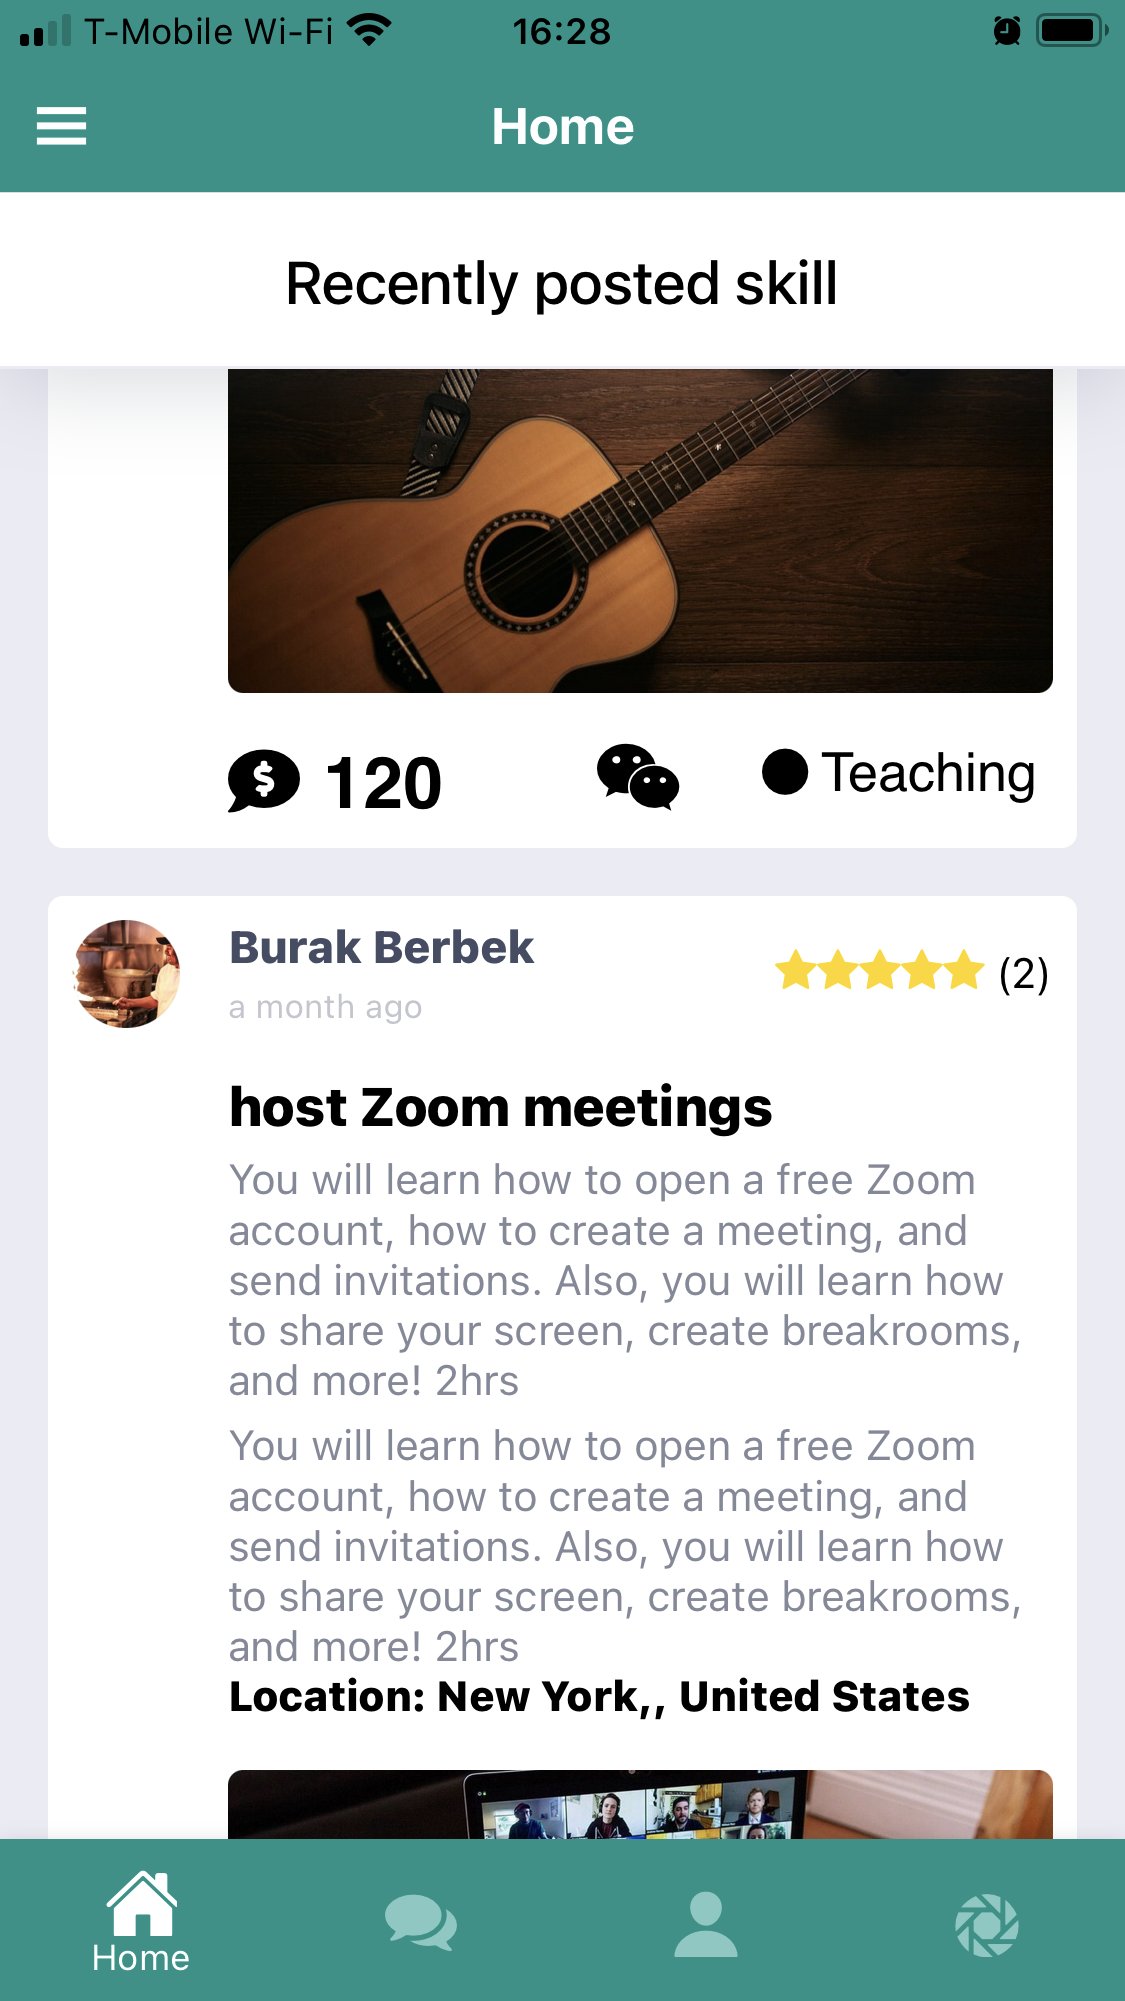 T-Mobile Wi-Fi 16:28
Home
Recently posted skill
$ 120 Teaching
Burak Berbek
(2)
a month ago
host Zoom meetings
You will learn how to open a free Zoom
account, how to create a meeting, and
send invitations. Also, you will learn how
to share your screen, create breakrooms,
and more! 2hrs
You will learn how to open a free Zoom
account, how to create a meeting, and
send invitations. Also, you will learn how
to share your screen, create breakrooms,
and more! 2hrs
Location: New York,, United States
Home